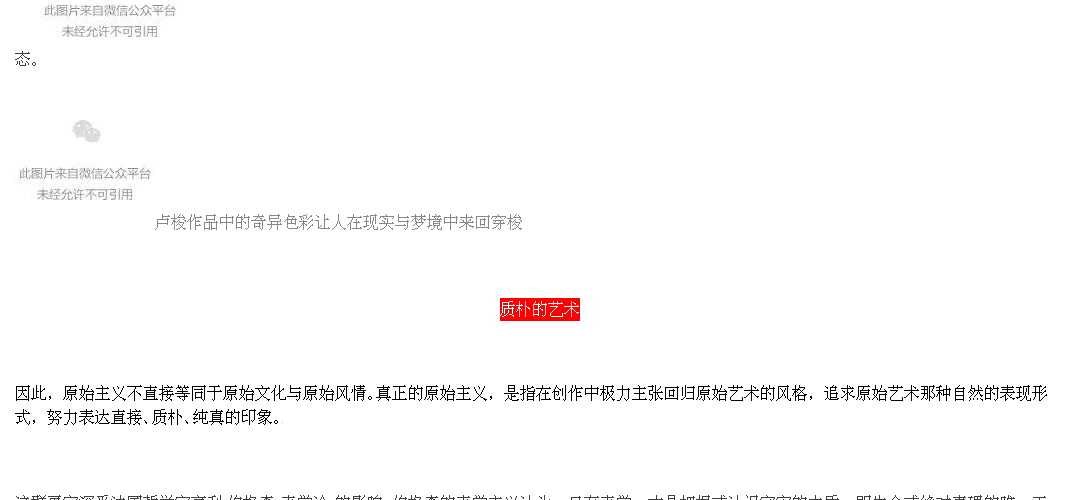 此图片来自微信公众平台
未经允许不可引用
态。
此图片来自微信公众平台
未经允许不可引用
卢梭作品中的奇异色彩让人在现实与梦境中来回穿梭
质朴的艺术
因此，原始主义不直接等同于原始文化与原始风情。真正的原始主义，是指在创作中极力主张回归原始艺术的风格，追求原始艺术那种自然的表现形
式，努力表达直接、质朴、纯真的印象。